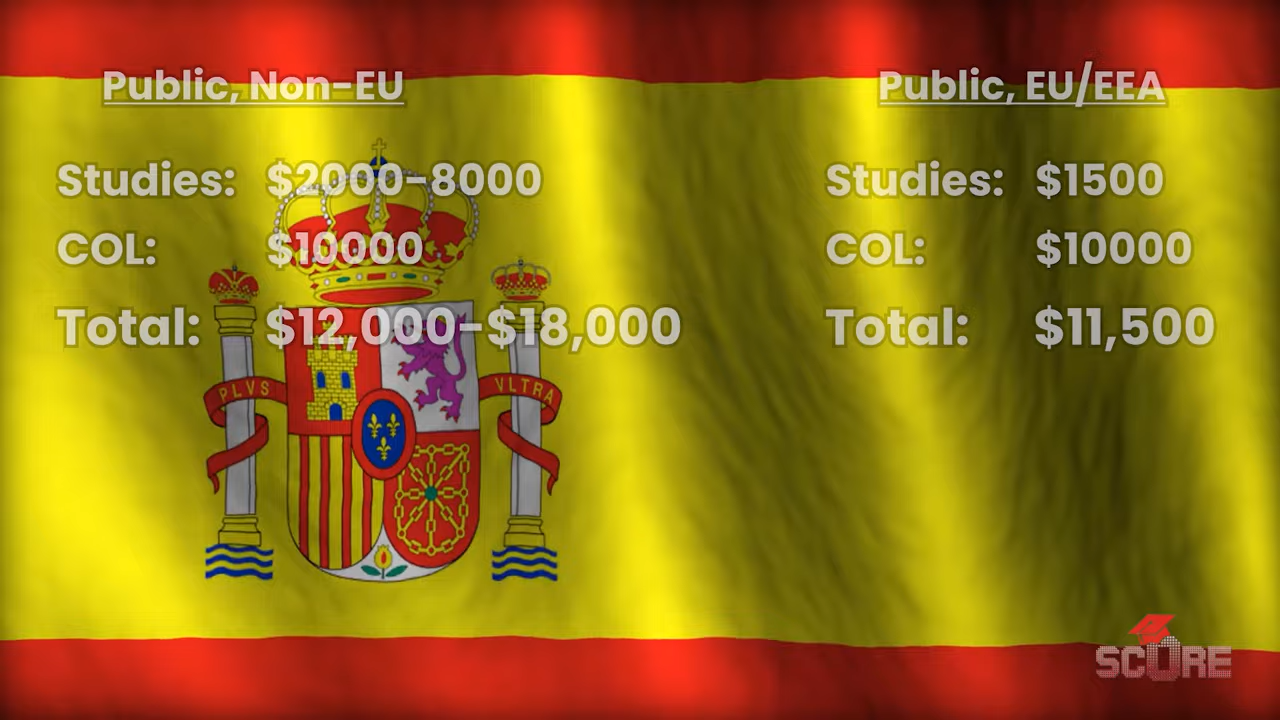 Public, Non-EU
Studies: $2000-8000
COL: $10000
Total: $12,000-$18,000
Public, EU/EEA
Studies: $1500
COL: $10000
Total: $11,500
PLVS
VLTRA
SCORE